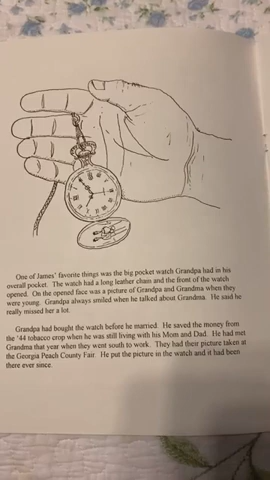 One of James' favorite things was the big pocket watch Grandpa had in his
overall pocket. The watch had a long leather chain and the front of the watch
opened. On the opened face was a picture of Grandpa and Grandma when they
were young. Grandpa always smiled when he talked about Grandma. He said he
really missed her a lot.
Grandpa had bought the watch before he married. He saved the money from
the '44 tobacco crop when he was still living with his Mom and Dad. He had met
Grandma that year when they went south to work. They had their picture taken at
the Georgia Peach County Fair. He put the picture in the watch and it had been
there ever since.